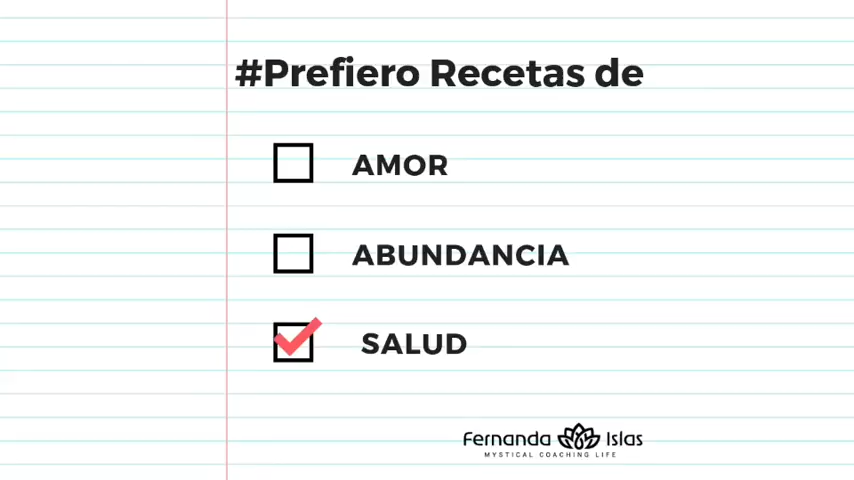 #Prefiero Recetas de
AMOR
ABUNDANCIA
SALUD
Fernanda Islas
MYSTICAL COACHING LIFE